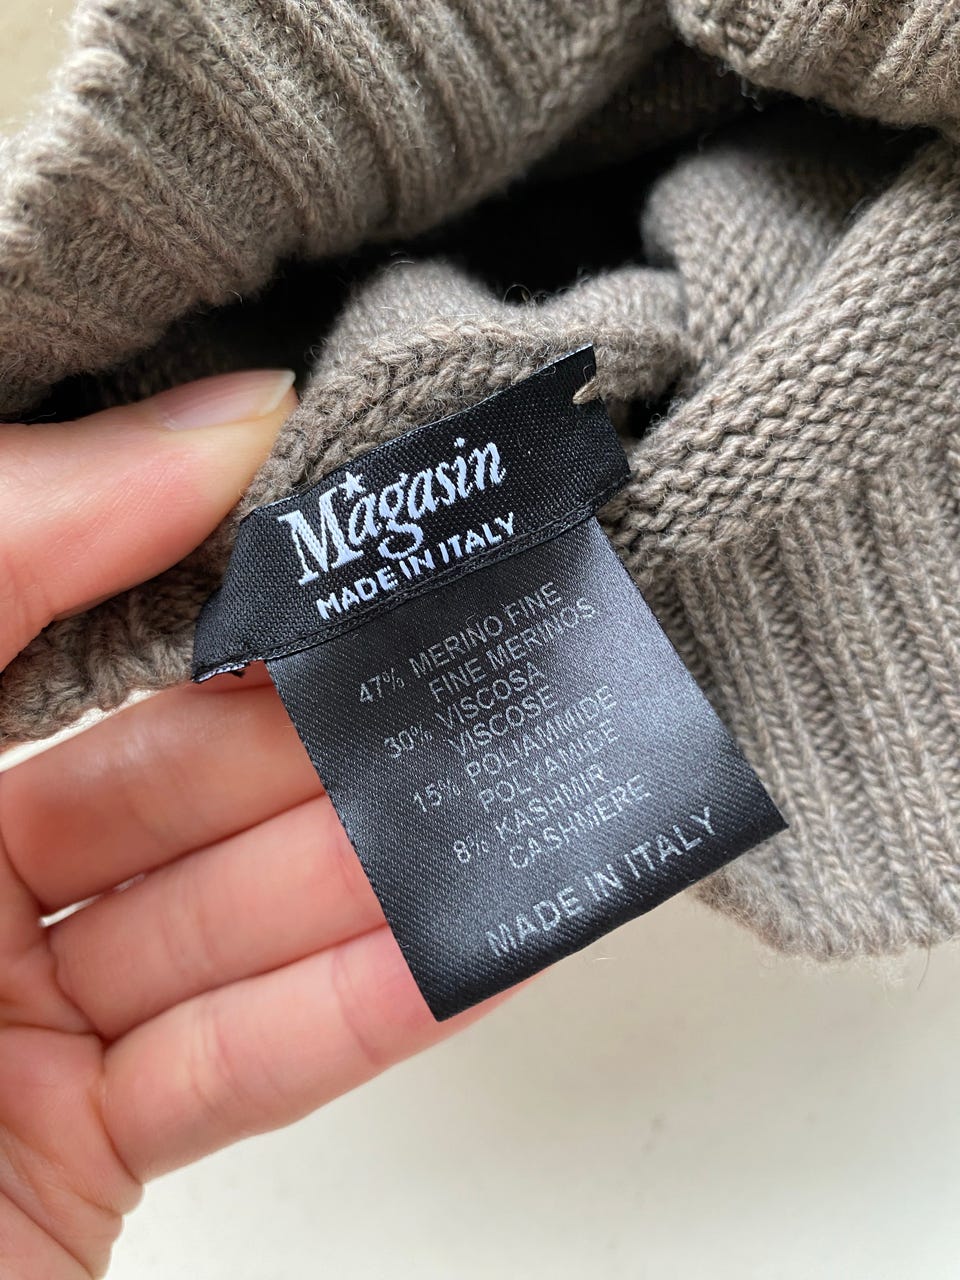 Magasin
MADE IN ITALY
47% MERINO FINE
FINE MERINOS
30% VISCOSA
VISCOSE
15% POLIAMMIDE
POLYAMIDE
8% KASHMIR
CASHMERE
MADE IN ITALY